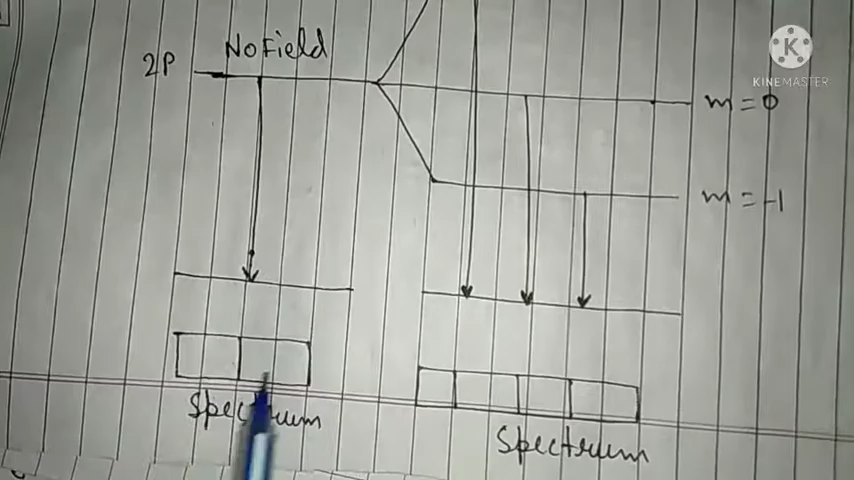 2P
No Field
K
KINEMASTER
m = 0
m = -1
Spectrum
Spectrum